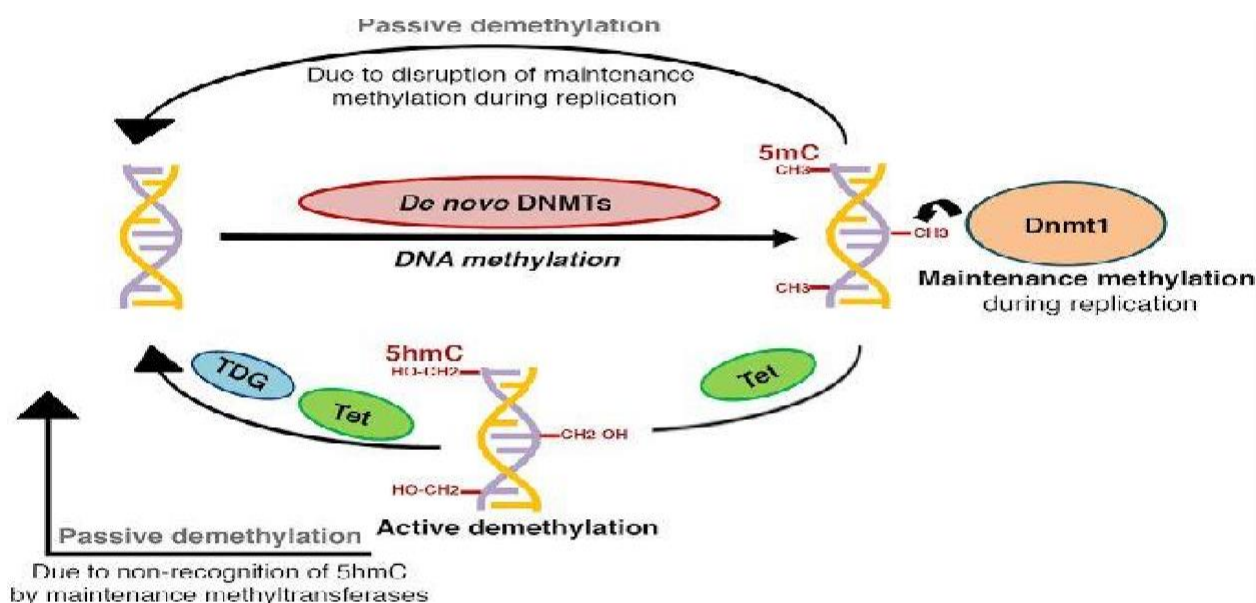 Passive demethylation
Due to disruption of maintenance
methylation during replication
5mC
CH3
De novo DNMTs
CH3
Dnmt1
DNA methylation
CH3
Maintenance methylation
during replication
5hmC
HO-CH2
TDG
Tet
Tet
CH2-OH
HO-CH2
Active demethylation
Passive demethylation
Due to non-recognition of 5hmC
by maintenance methyltransferases